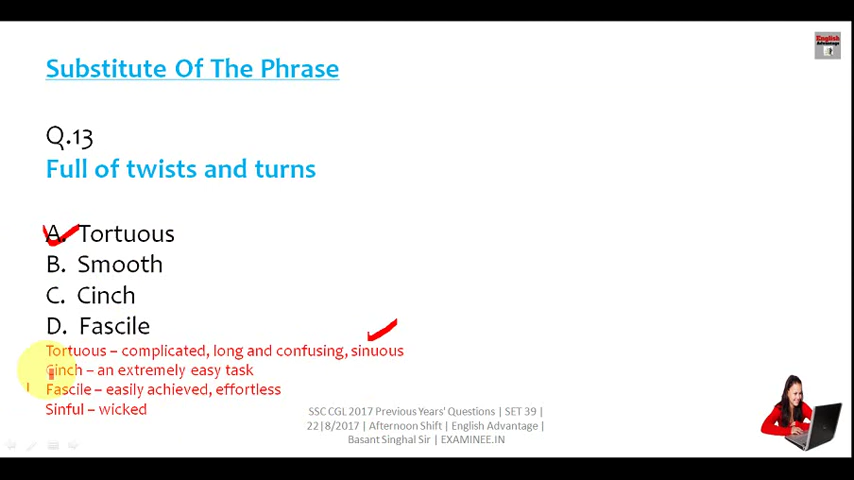 English
Advantage
Substitute Of The Phrase
Q.13
Full of twists and turns
A. Tortuous
B. Smooth
C. Cinch
D. Fascile
Tortuous – complicated, long and confusing, sinuous
Cinch – an extremely easy task
Fascile – easily achieved, effortless
Sinful – wicked
SSC CGL 2017 Previous Years' Questions | SET 39 |
22|8/2017 | Afternoon Shift | English Advantage |
Basant Singhal Sir | EXAMINEE.IN